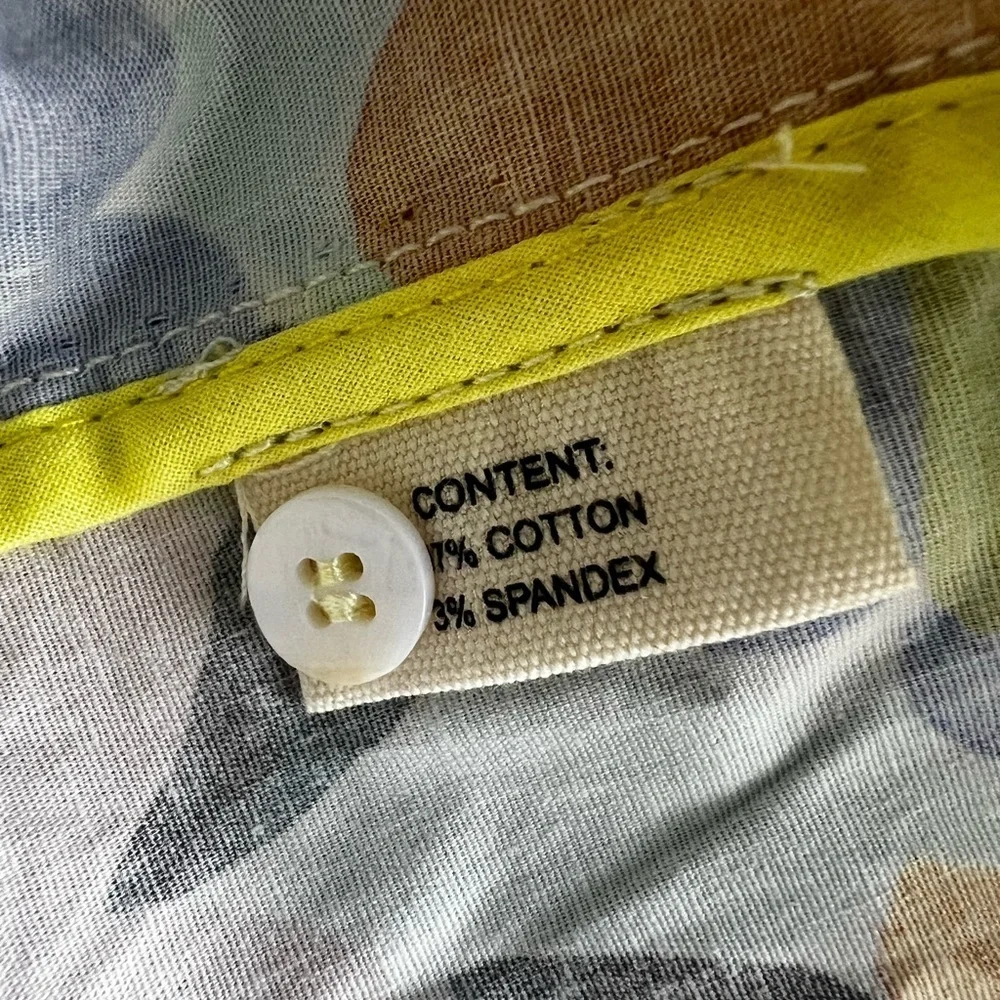 CONTENT:
7% COTTON
3% SPANDEX